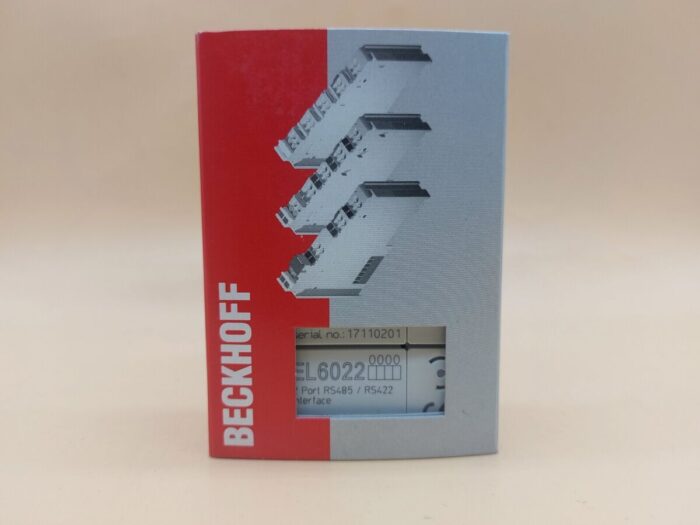 BECKHOFF
serial no.: 17110201
EL6022
0000
Port RS485 / RS422
nterface